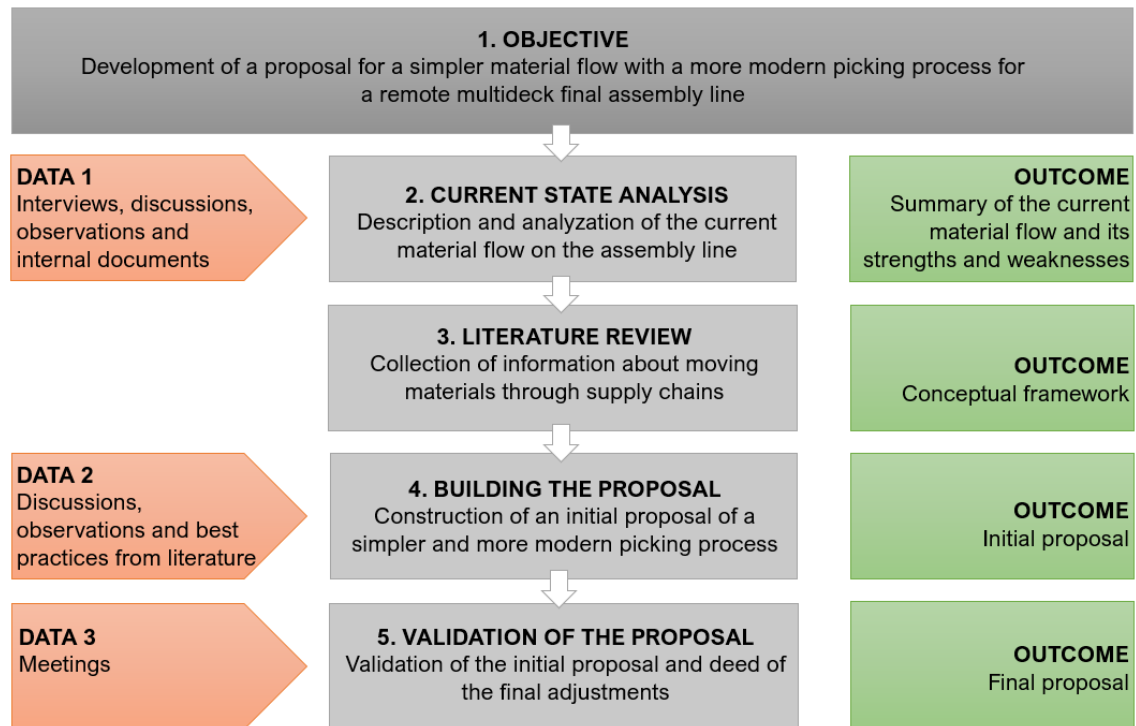 1. OBJECTIVE
Development of a proposal for a simpler material flow with a more modern picking process for
a remote multideck final assembly line
DATA 1
Interviews, discussions,
observations and
internal documents
2. CURRENT STATE ANALYSIS
Description and analyzation of the current
material flow on the assembly line
OUTCOME
Summary of the current
material flow and its
strengths and weaknesses
3. LITERATURE REVIEW
Collection of information about moving
materials through supply chains
OUTCOME
Conceptual framework
DATA 2
Discussions,
observations and best
practices from literature
4. BUILDING THE PROPOSAL
Construction of an initial proposal of a
simpler and more modern picking process
OUTCOME
Initial proposal
DATA 3
Meetings
5. VALIDATION OF THE PROPOSAL
Validation of the initial proposal and deed of
the final adjustments
OUTCOME
Final proposal